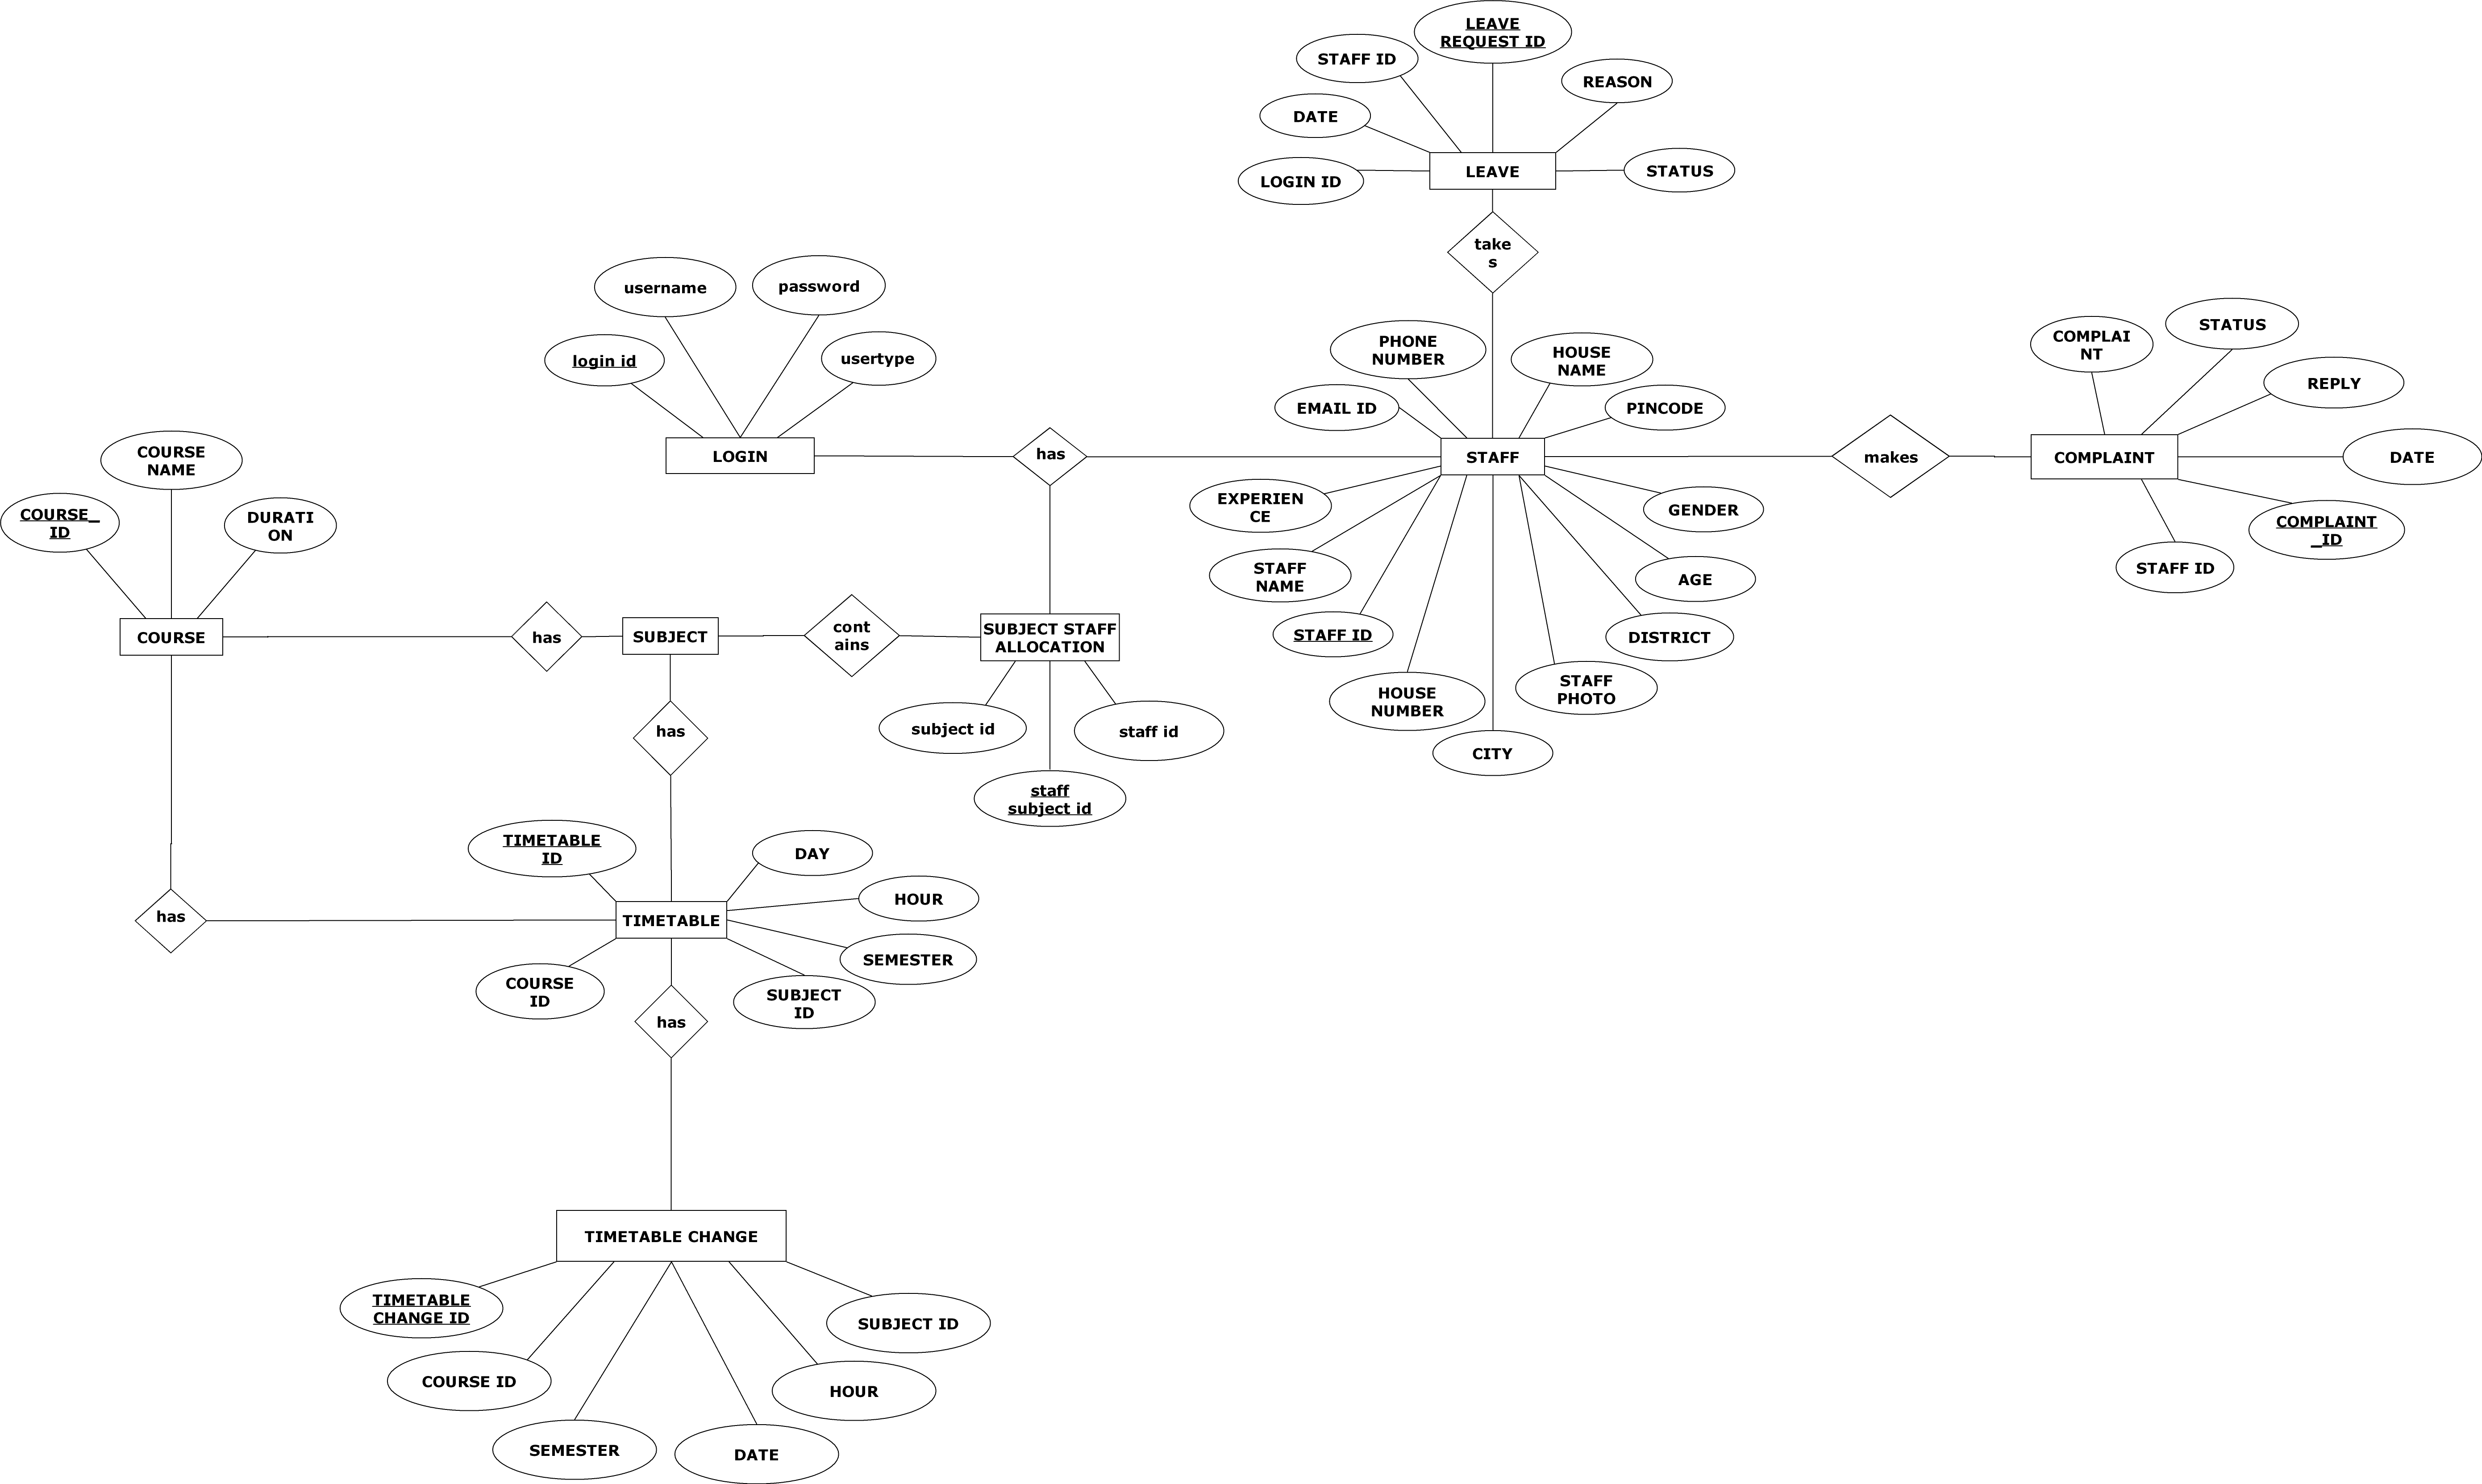 LEAVE
REQUEST ID
STAFF ID
REASON
DATE
LOGIN ID
LEAVE
STATUS
take
s
username
password
login id
usertype
LOGIN
has
PHONE
NUMBER
HOUSE
NAME
EMAIL ID
PINCODE
STAFF
EXPERIEN
CE
GENDER
STAFF
NAME
AGE
STAFF ID
DISTRICT
HOUSE
NUMBER
STAFF
PHOTO
CITY
makes
COMPLAI
NT
STATUS
REPLY
COMPLAINT
DATE
COMPLAINT
_ID
STAFF ID
COURSE
NAME
COURSE_
ID
DURATI
ON
COURSE
has
SUBJECT
cont
ains
SUBJECT STAFF
ALLOCATION
subject id
staff id
staff
subject id
has
TIMETABLE
ID
DAY
HOUR
has
TIMETABLE
SEMESTER
COURSE
ID
SUBJECT
ID
has
TIMETABLE CHANGE
TIMETABLE
CHANGE ID
SUBJECT ID
COURSE ID
HOUR
SEMESTER
DATE